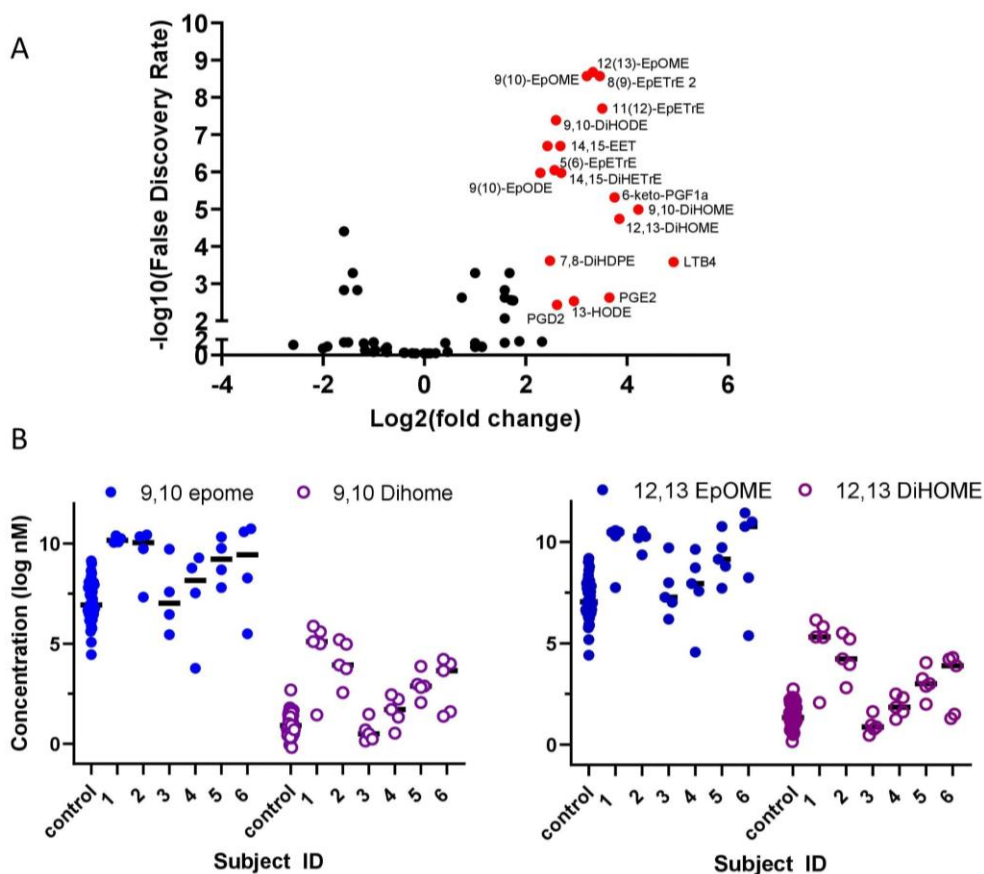 A
-log10(False Discovery Rate)
10
9
8
7
6
5
4
3
2
2
0
12(13)-EpOME
9(10)-EpOME
8(9)-EpETrE 2
11(12)-EpETrE
9,10-DiHODE
14,15-EET
5(6)-EpETrE
9(10)-EpODE
14,15-DiHETrE
6-keto-PGF1a
9,10-DiHOME
12,13-DiHOME
7,8-DiHDPE
LTB4
PGE2
PGD2
13-HODE
-4 -2 0 2 4 6
Log2(fold change)
B
9,10 epome 9,10 Dihome
Concentration (log nM)
10
5
0
control 1 2 3 4 5 6 control 1 2 3 4 5 6
Subject ID
12,13 EpOME 12,13 DiHOME
10
5
0
control 1 2 3 4 5 6 control 1 2 3 4 5 6
Subject ID